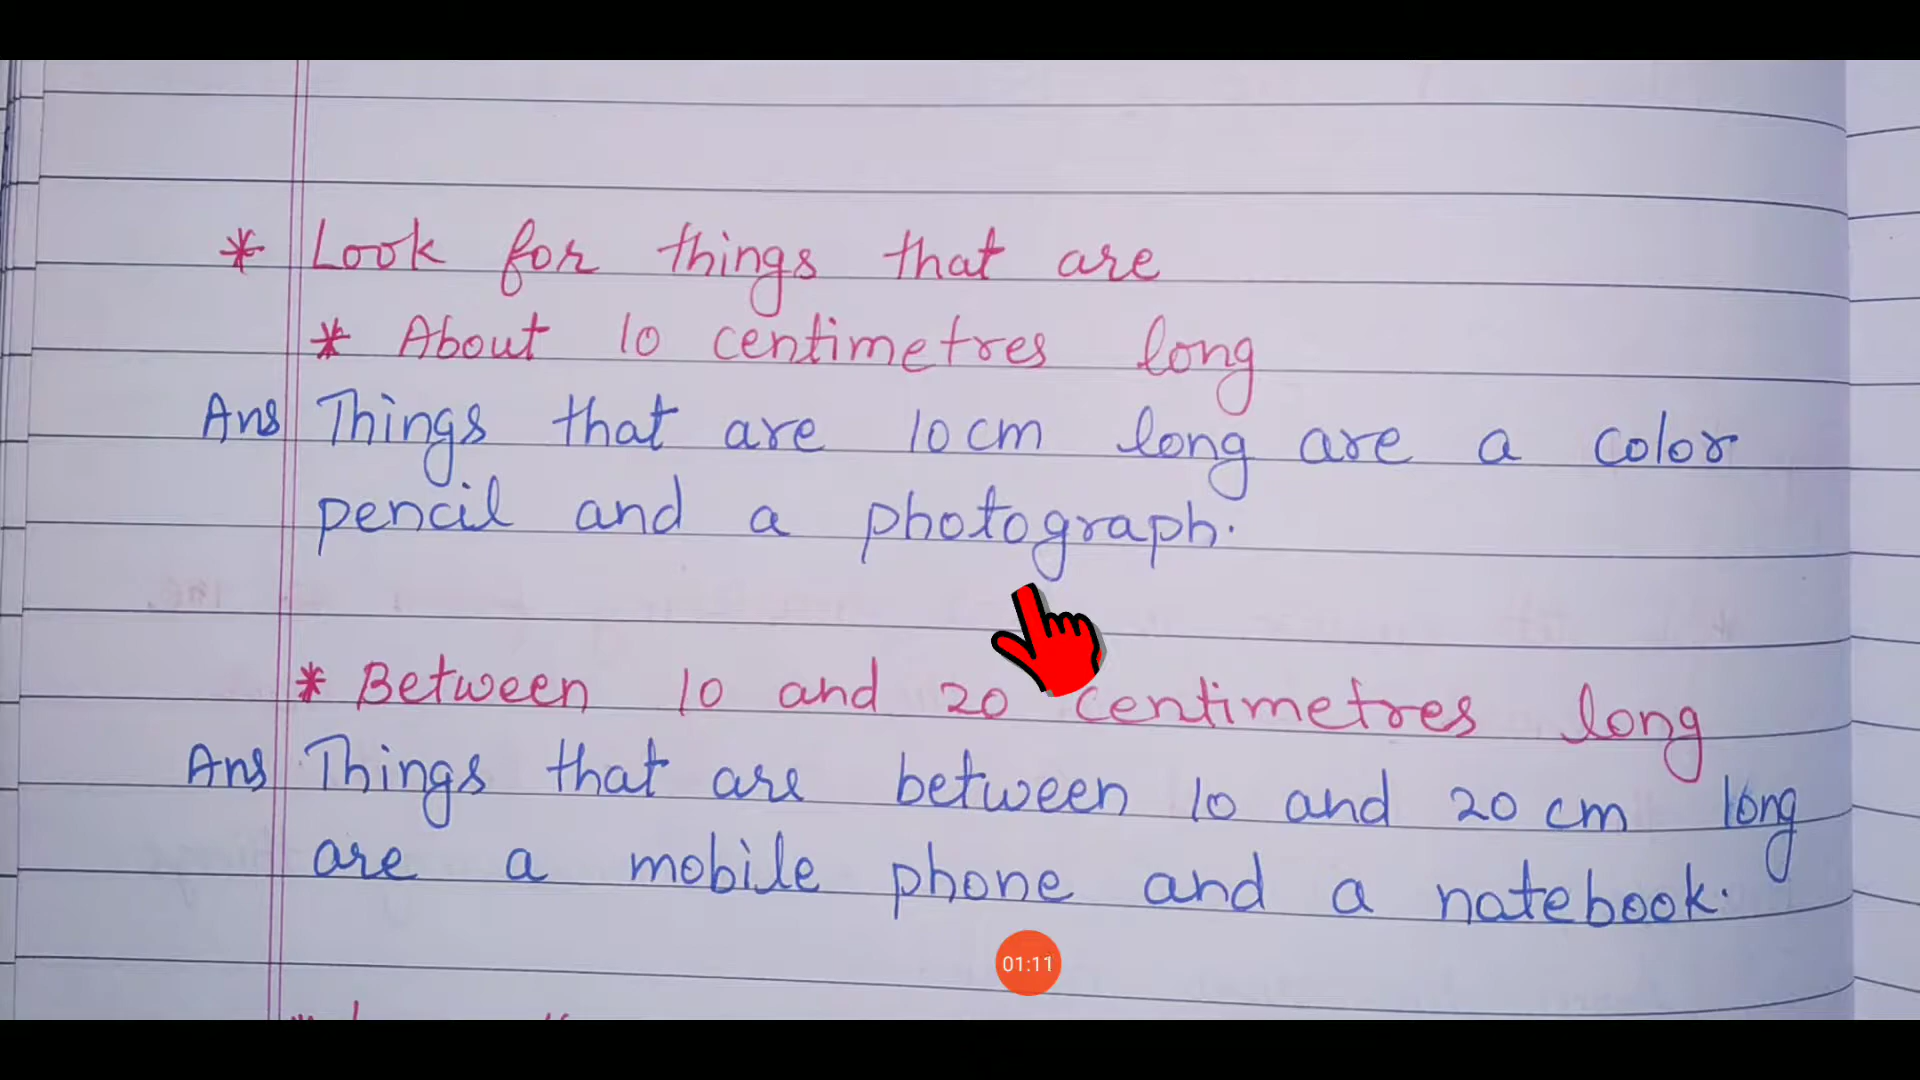 * Look for things that are
* About 10 centimetres long
Ans Things that are 10cm long are a color
pencil and a photograph.
* Between 10 and 20 centimetres long
Ans Things that are between 10 and 20 cm long
are a mobile phone and a notebook.
01:11